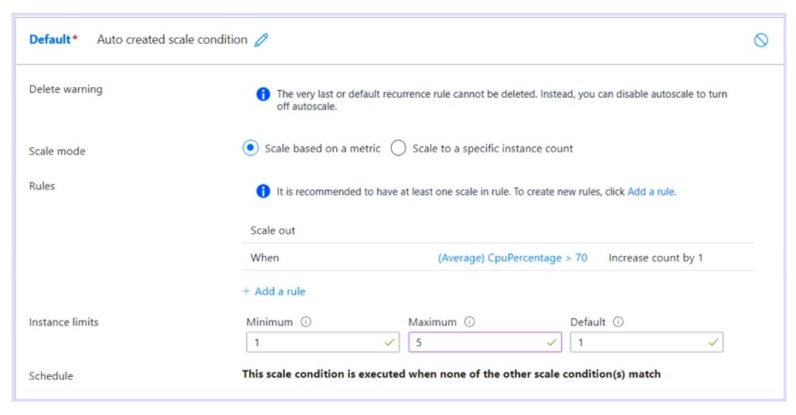 Default* Auto created scale condition
Delete warning
The very last or default recurrence rule cannot be deleted. Instead, you can disable autoscale to turn
off autoscale.
Scale mode
Scale based on a metric
Scale to a specific instance count
Rules
It is recommended to have at least one scale in rule. To create new rules, click Add a rule.
Scale out
When (Average) CpuPercentage > 70 Increase count by 1
+ Add a rule
Instance limits
Minimum Maximum Default
1 5 1
Schedule
This scale condition is executed when none of the other scale condition(s) match